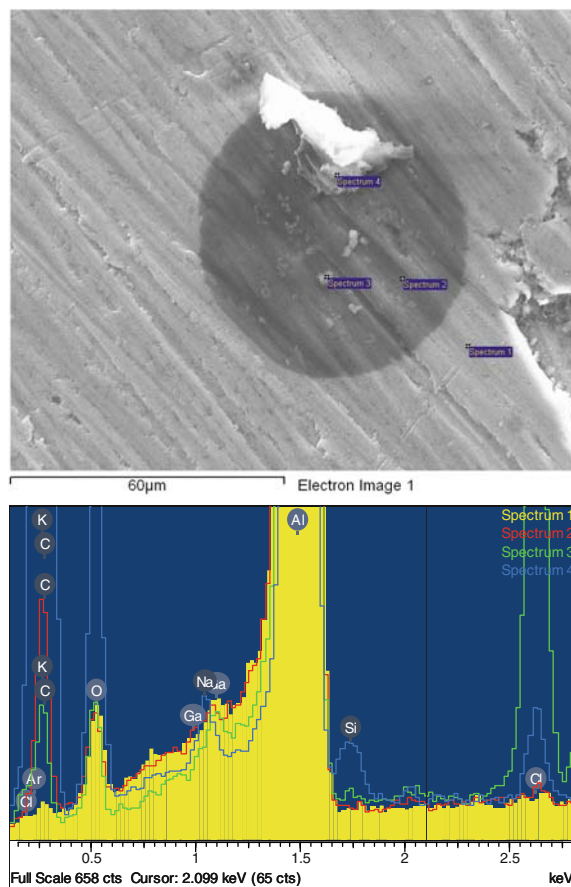 Spectrum 4
Spectrum 3
Spectrum 2
Spectrum 1
60µm Electron Image 1
K
C
C
K
C
Ar
Cl
O
Ga
Na
Al
Si
Cl
Spectrum 1
Spectrum 2
Spectrum 3
Spectrum 4
0.5 1 1.5 2 2.5
Full Scale 658 cts Cursor: 2.099 keV (65 cts) keV